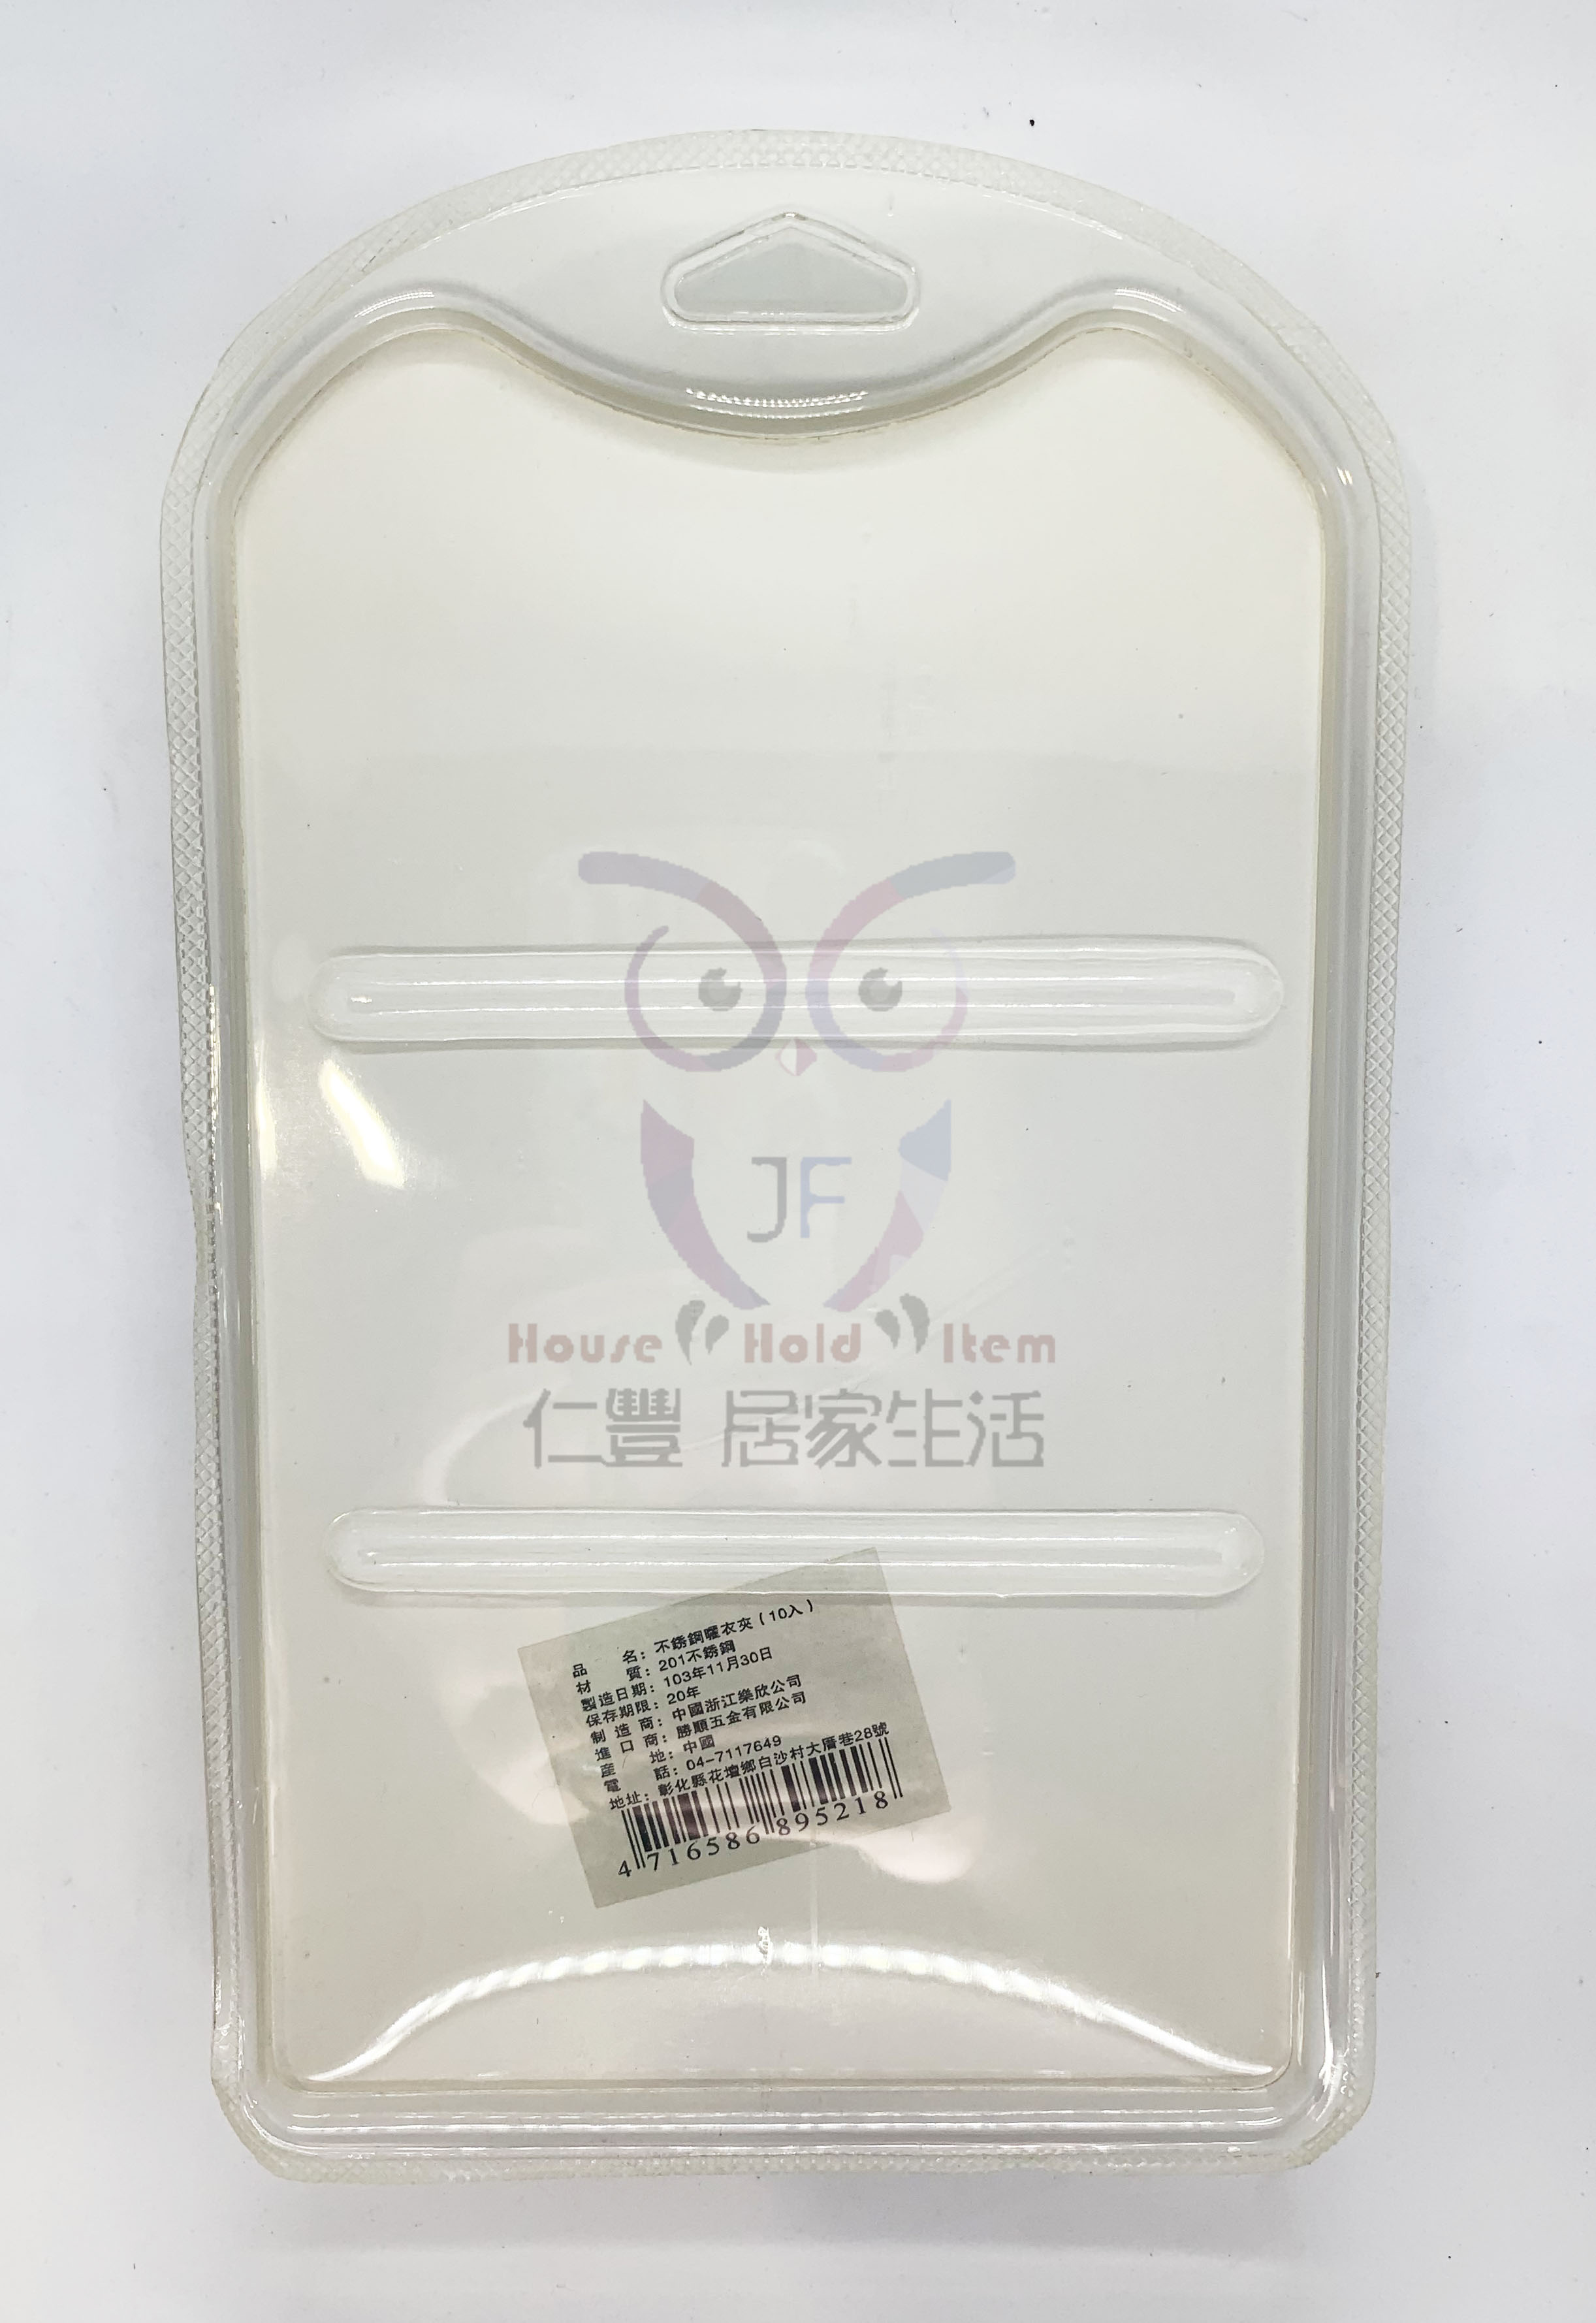 JF
House Hold Item
仁豐 居家生活
品 名：不銹鋼曬衣夾（10入）
材 質：201不銹鋼
製造日期：103年11月30日
保存期限：20年
制 造 商：中國浙江樂欣公司
進 口 商：勝順五金有限公司
産 地：中國
電 話：04-7117649
地址：彰化縣花壇鄉白沙村大厝巷28號
4 716586 895218